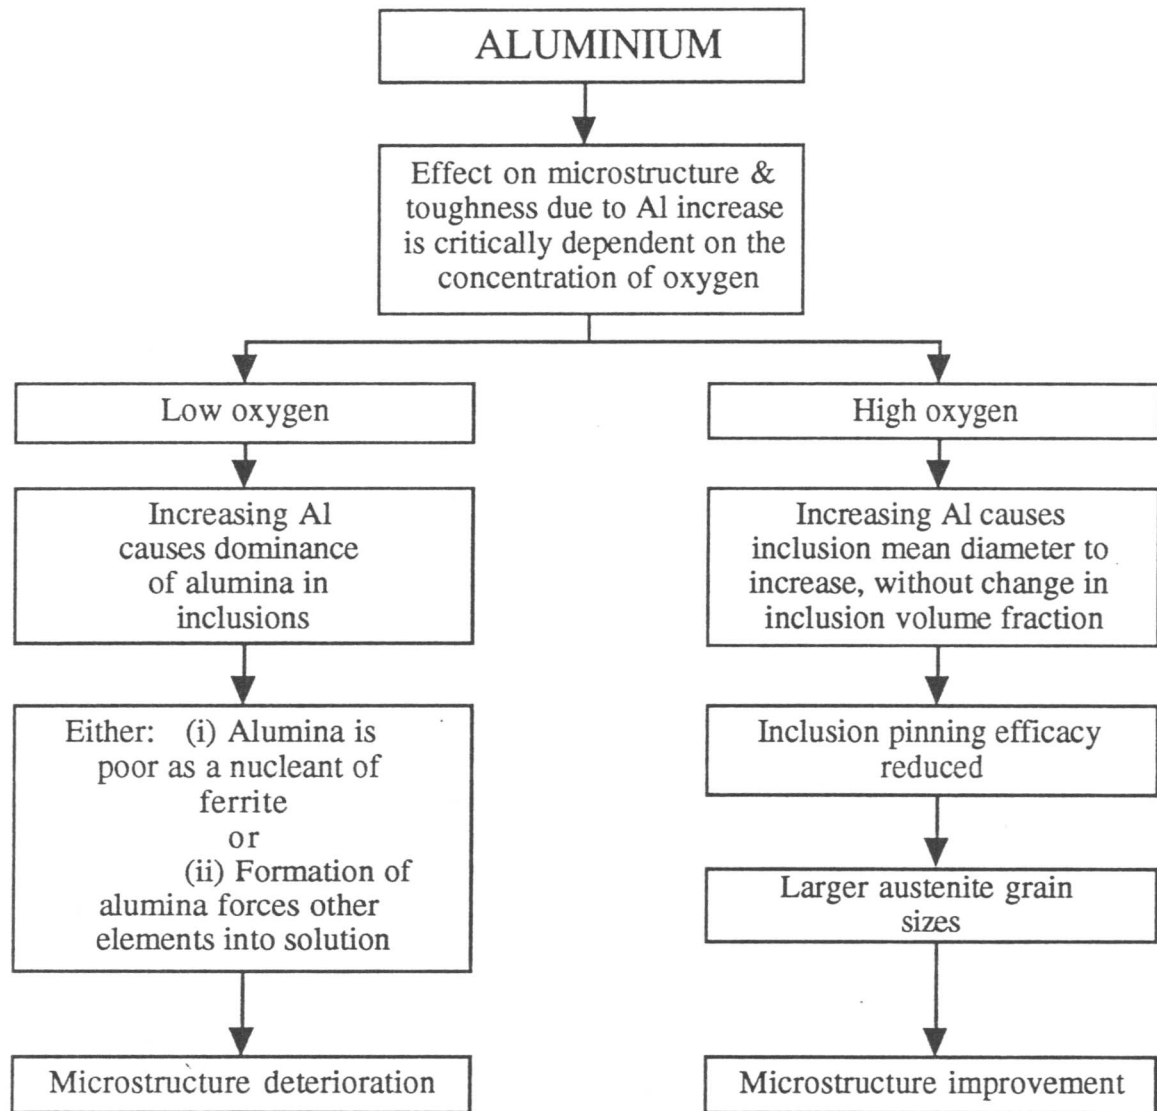 ALUMINIUM
Effect on microstructure &
toughness due to Al increase
is critically dependent on the
concentration of oxygen
Low oxygen
Increasing Al
causes dominance
of alumina in
inclusions
Either: (i) Alumina is
poor as a nucleant of
ferrite
or
(ii) Formation of
alumina forces other
elements into solution
Microstructure deterioration
High oxygen
Increasing Al causes
inclusion mean diameter to
increase, without change in
inclusion volume fraction
Inclusion pinning efficacy
reduced
Larger austenite grain
sizes
Microstructure improvement